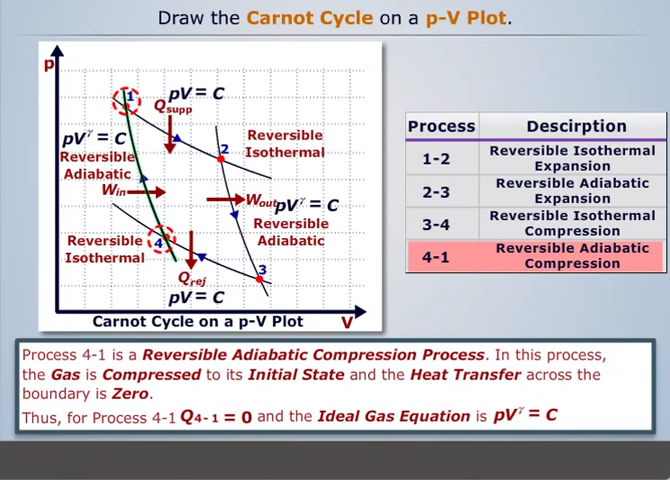 Draw the Carnot Cycle on a p-V Plot.
p
1
pV = C
Qsupp
pVᵞ = C
Reversible
Adiabatic
Win
2
Reversible
Isothermal
Wout
pVᵞ = C
Reversible
Adiabatic
Reversible
Isothermal
4
3
Qrej
pV = C
Carnot Cycle on a p-V Plot
V
Process Descirption
1-2 Reversible Isothermal
Expansion
2-3 Reversible Adiabatic
Expansion
3-4 Reversible Isothermal
Compression
4-1 Reversible Adiabatic
Compression
Process 4-1 is a Reversible Adiabatic Compression Process. In this process,
the Gas is Compressed to its Initial State and the Heat Transfer across the
boundary is Zero.
Thus, for Process 4-1 Q4-1 = 0 and the Ideal Gas Equation is pVᵞ = C